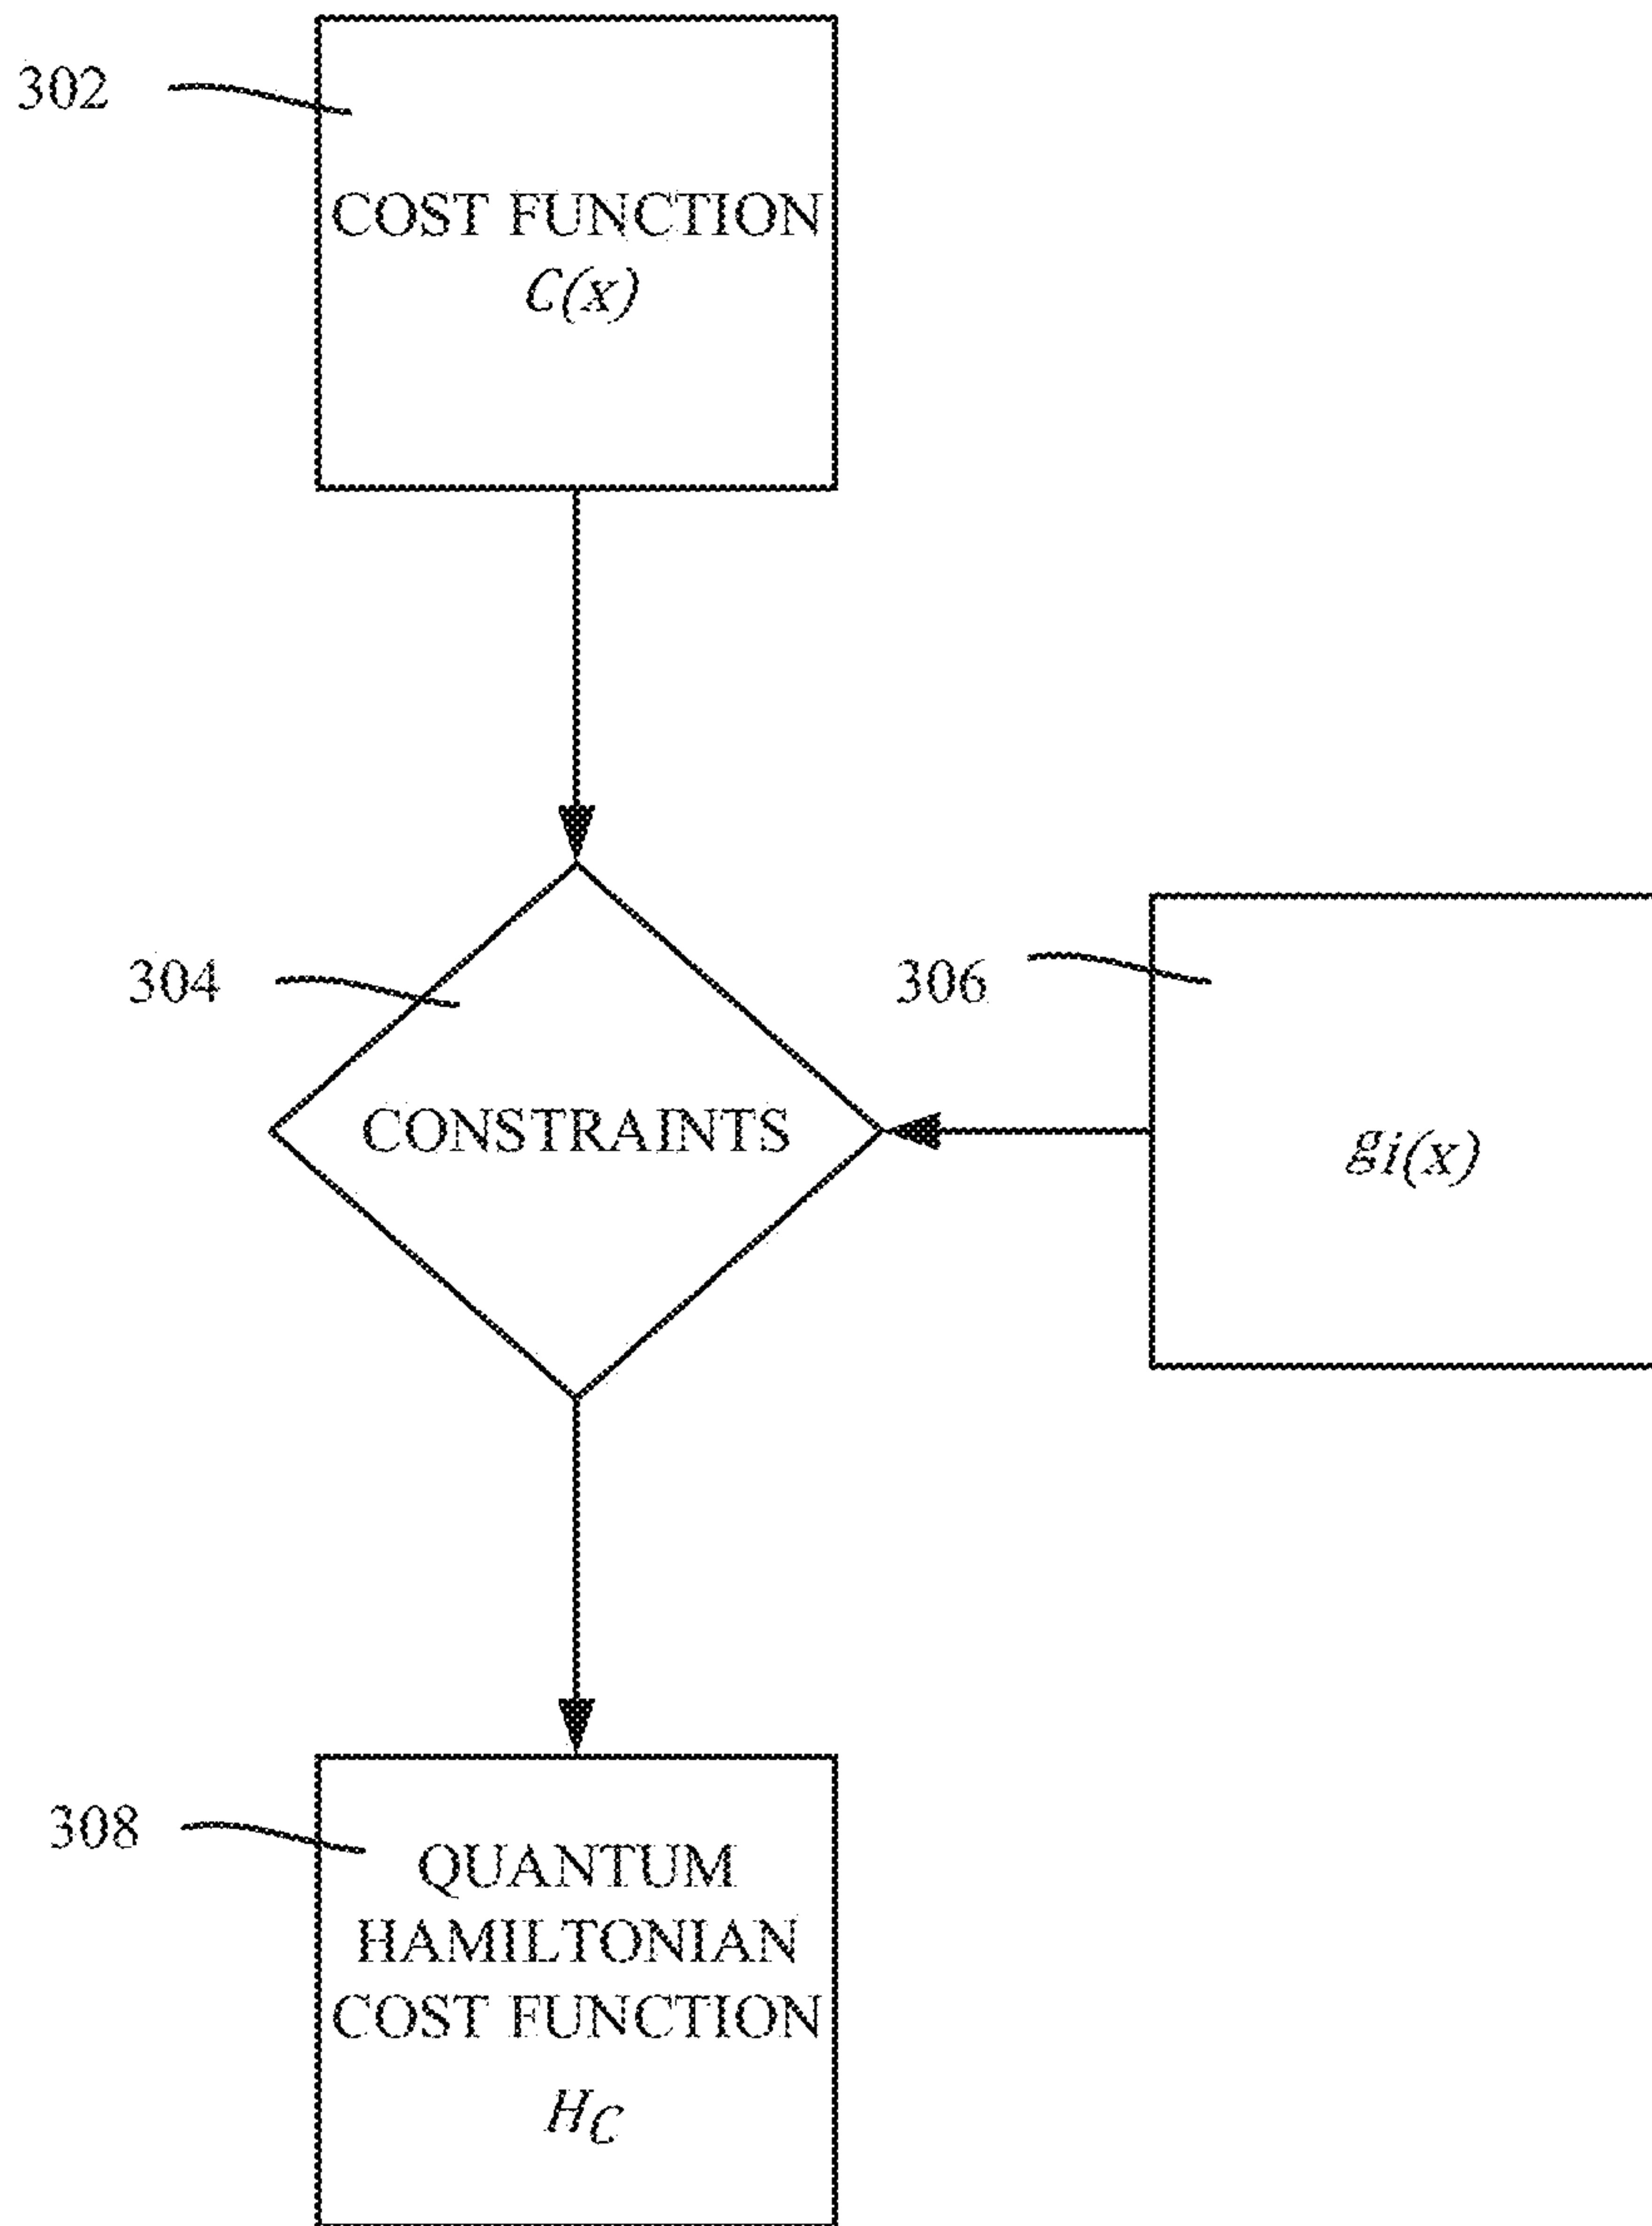 302
COST FUNCTION
C(x)
304
CONSTRAINTS
306
gi(x)
308
QUANTUM
HAMILTONIAN
COST FUNCTION
HC